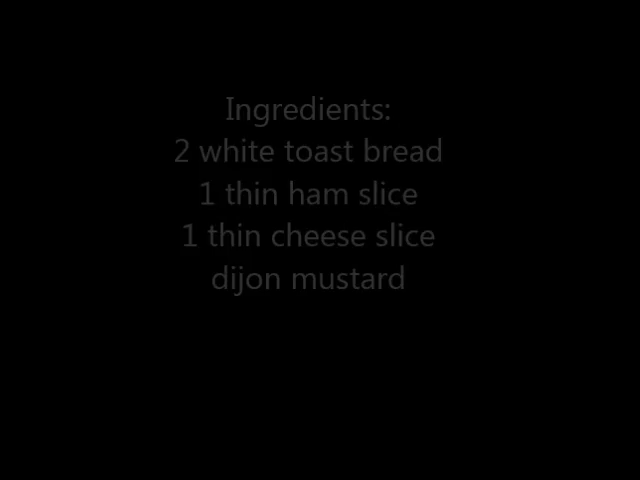 Ingredients:
2 white toast bread
1 thin ham slice
1 thin cheese slice
dijon mustard